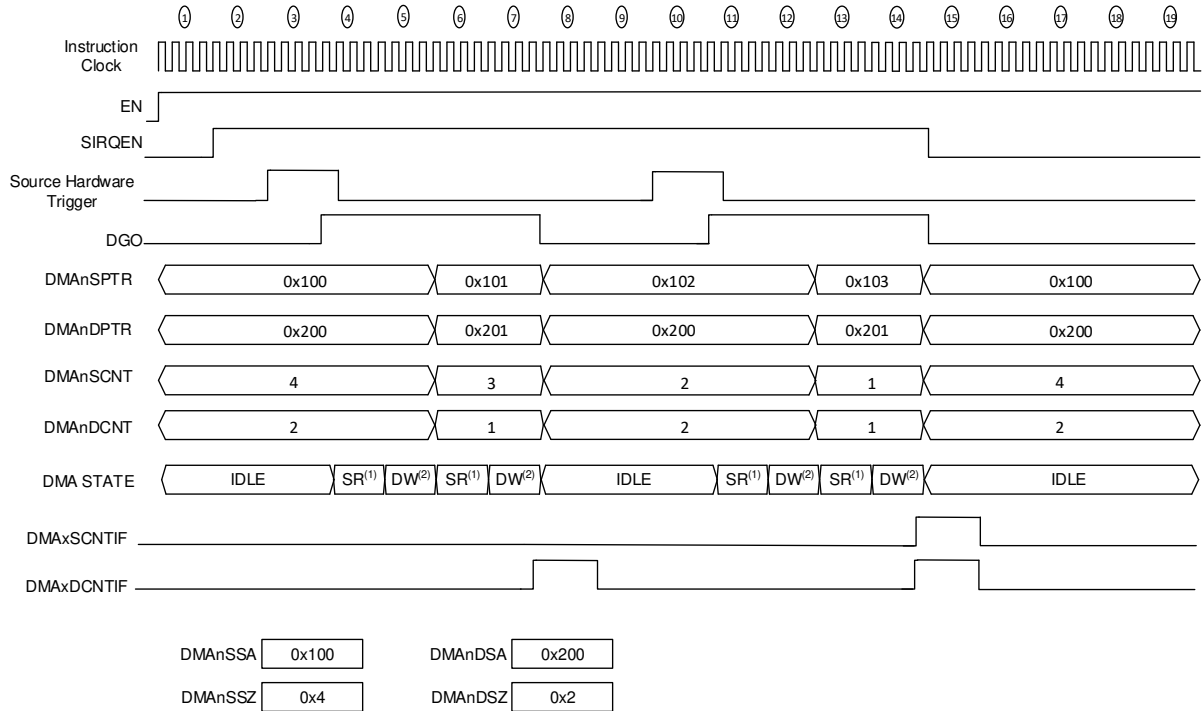 ① ② ③ ④ ⑤ ⑥ ⑦ ⑧ ⑨ ⑩ ⑪ ⑫ ⑬ ⑭ ⑮ ⑯ ⑰ ⑱ ⑲
Instruction
Clock
EN
SIRQEN
Source Hardware
Trigger
DGO
DMAnSPTR 0x100 0x101 0x102 0x103 0x100
DMAnDPTR 0x200 0x201 0x200 0x201 0x200
DMAnSCNT 4 3 2 1 4
DMAnDCNT 2 1 2 1 2
DMA STATE IDLE SR(1) DW(2) SR(1) DW(2) IDLE SR(1) DW(2) SR(1) DW(2) IDLE
DMAxSCNTIF
DMAxDCNTIF
DMAnSSA 0x100 DMAnDSA 0x200
DMAnSSZ 0x4 DMAnDSZ 0x2